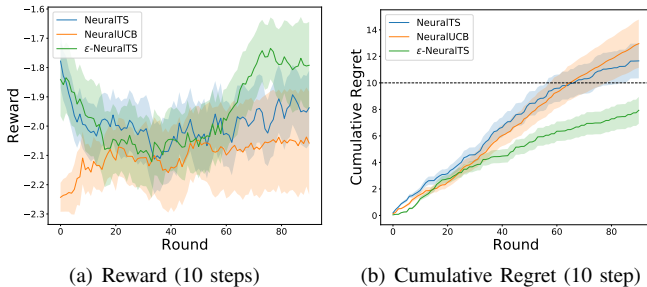 −1.6
−1.7
−1.8
−1.9
−2.0
−2.1
−2.2
−2.3
Reward
NeuralTS
NeuralUCB
ε-NeuralTS
0 20 40 60 80
Round
(a) Reward (10 steps)
14
12
10
8
6
4
2
0
Cumulative Regret
NeuralTS
NeuralUCB
ε-NeuralTS
0 20 40 60 80
Round
(b) Cumulative Regret (10 step)